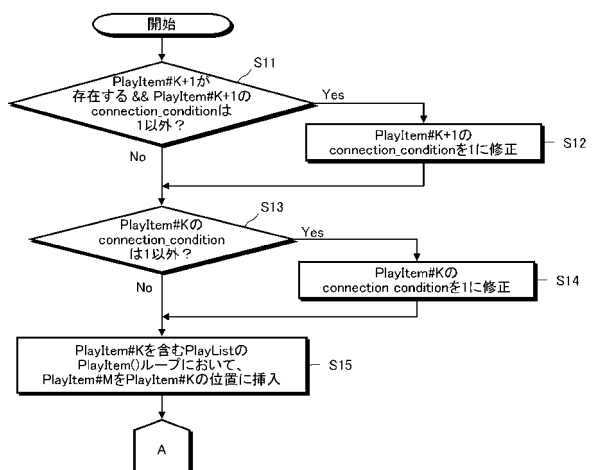 開始
S11
PlayItem#K+1が
存在する && PlayItem#K+1の
connection_conditionは
1以外？
Yes
No
PlayItem#K+1の
connection_conditionを1に修正
S12
S13
PlayItem#Kの
connection_condition
は1以外？
Yes
No
PlayItem#Kの
connection conditionを1に修正
S14
PlayItem#Kを含むPlayListの
PlayItem()ループにおいて、
PlayItem#MをPlayItem#Kの位置に挿入
S15
A